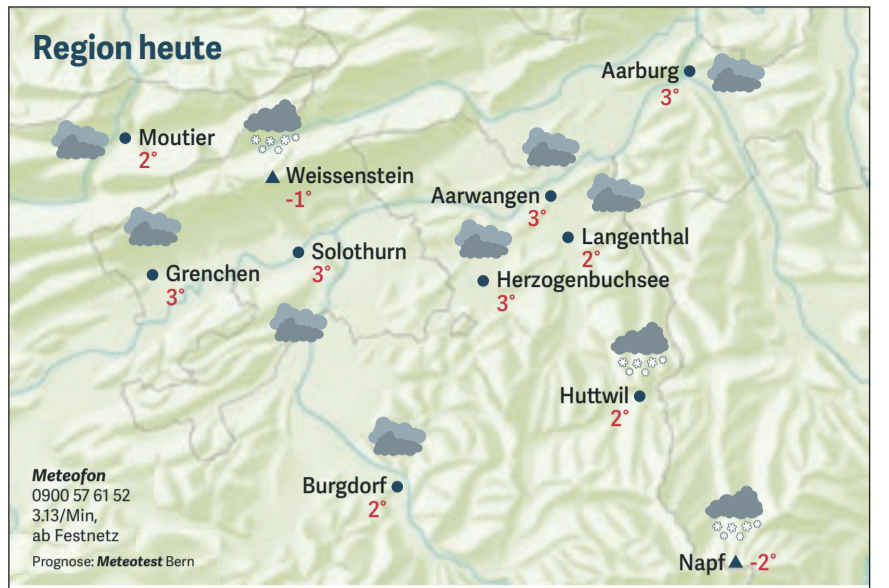 Region heute
Aarburg
3°
Moutier
2°
Weissenstein
-1°
Aarwangen
3°
Langenthal
2°
Solothurn
3°
Grenchen
3°
Herzogenbuchsee
3°
Huttwil
2°
Burgdorf
2°
Napf -2°
Meteofon
0900 57 61 52
3.13/Min,
ab Festnetz
Prognose: Meteotest Bern